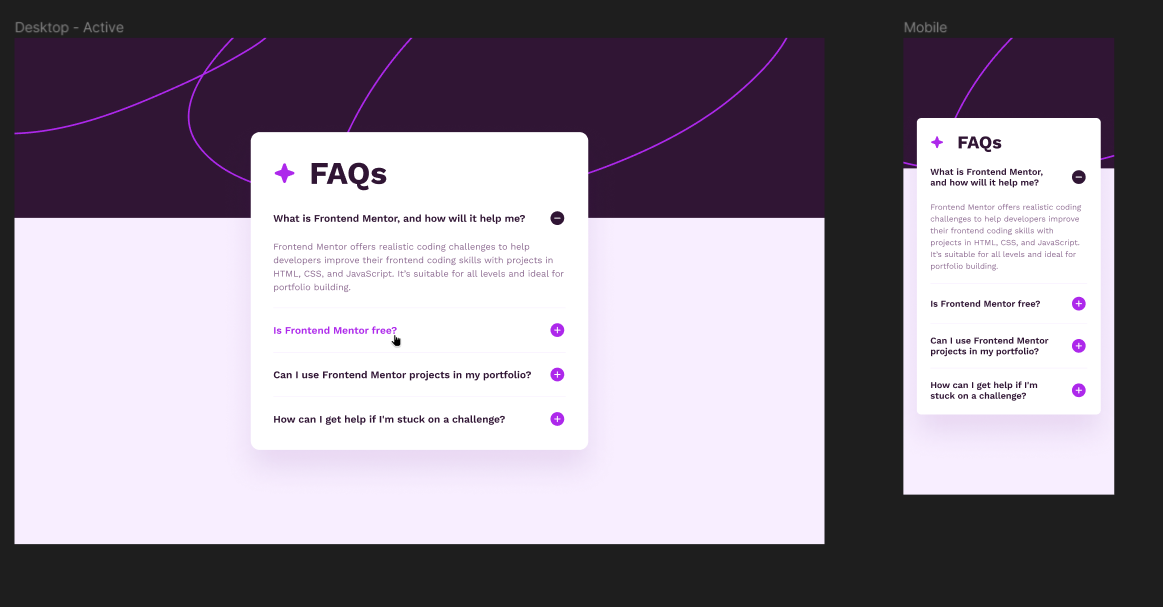 Desktop - Active
FAQs
What is Frontend Mentor, and how will it help me?
Frontend Mentor offers realistic coding challenges to help
developers improve their frontend coding skills with projects in
HTML, CSS, and JavaScript. It's suitable for all levels and ideal for
portfolio building.
Is Frontend Mentor free?
Can I use Frontend Mentor projects in my portfolio?
How can I get help if I'm stuck on a challenge?
Mobile
FAQs
What is Frontend Mentor,
and how will it help me?
Frontend Mentor offers realistic coding
challenges to help developers improve
their frontend coding skills with
projects in HTML, CSS, and JavaScript.
It's suitable for all levels and ideal for
portfolio building.
Is Frontend Mentor free?
Can I use Frontend Mentor
projects in my portfolio?
How can I get help if I'm
stuck on a challenge?